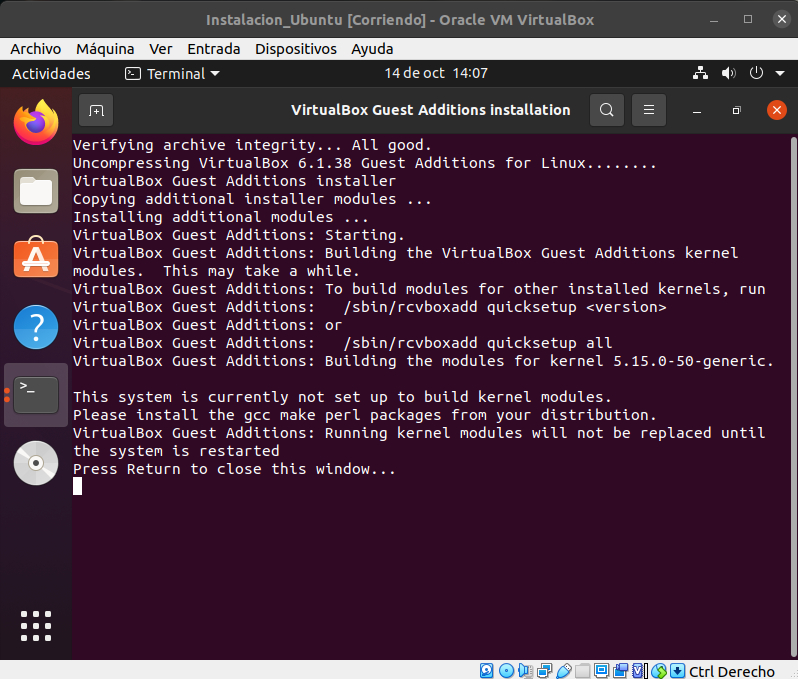 Instalacion_Ubuntu [Corriendo] - Oracle VM VirtualBox
Archivo Máquina Ver Entrada Dispositivos Ayuda
Actividades Terminal 14 de oct 14:07
VirtualBox Guest Additions installation
Verifying archive integrity... All good.
Uncompressing VirtualBox 6.1.38 Guest Additions for Linux........
VirtualBox Guest Additions installer
Copying additional installer modules ...
Installing additional modules ...
VirtualBox Guest Additions: Starting.
VirtualBox Guest Additions: Building the VirtualBox Guest Additions kernel
modules.  This may take a while.
VirtualBox Guest Additions: To build modules for other installed kernels, run
VirtualBox Guest Additions:   /sbin/rcvboxadd quicksetup <version>
VirtualBox Guest Additions: or
VirtualBox Guest Additions:   /sbin/rcvboxadd quicksetup all
VirtualBox Guest Additions: Building the modules for kernel 5.15.0-50-generic.
This system is currently not set up to build kernel modules.
Please install the gcc make perl packages from your distribution.
VirtualBox Guest Additions: Running kernel modules will not be replaced until
the system is restarted
Press Return to close this window...
Ctrl Derecho